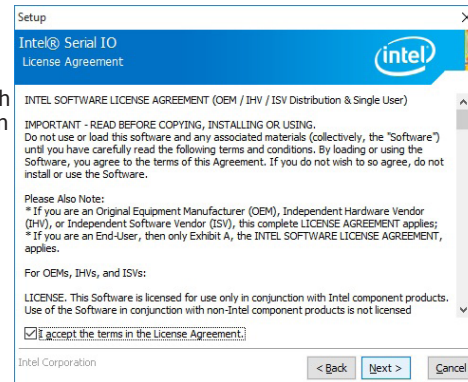 Setup
Intel® Serial IO
License Agreement
intel
INTEL SOFTWARE LICENSE AGREEMENT (OEM / IHV / ISV Distribution & Single User)
IMPORTANT - READ BEFORE COPYING, INSTALLING OR USING.
Do not use or load this software and any associated materials (collectively, the "Software")
until you have carefully read the following terms and conditions. By loading or using the
Software, you agree to the terms of this Agreement. If you do not wish to so agree, do not
install or use the Software.
Please Also Note:
* If you are an Original Equipment Manufacturer (OEM), Independent Hardware Vendor
(IHV), or Independent Software Vendor (ISV), this complete LICENSE AGREEMENT applies;
* If you are an End-User, then only Exhibit A, the INTEL SOFTWARE LICENSE AGREEMENT,
applies.
For OEMs, IHVs, and ISVs:
LICENSE. This Software is licensed for use only in conjunction with Intel component products.
Use of the Software in conjunction with non-Intel component products is not licensed
I accept the terms in the License Agreement.
Intel Corporation
< Back Next > Cancel